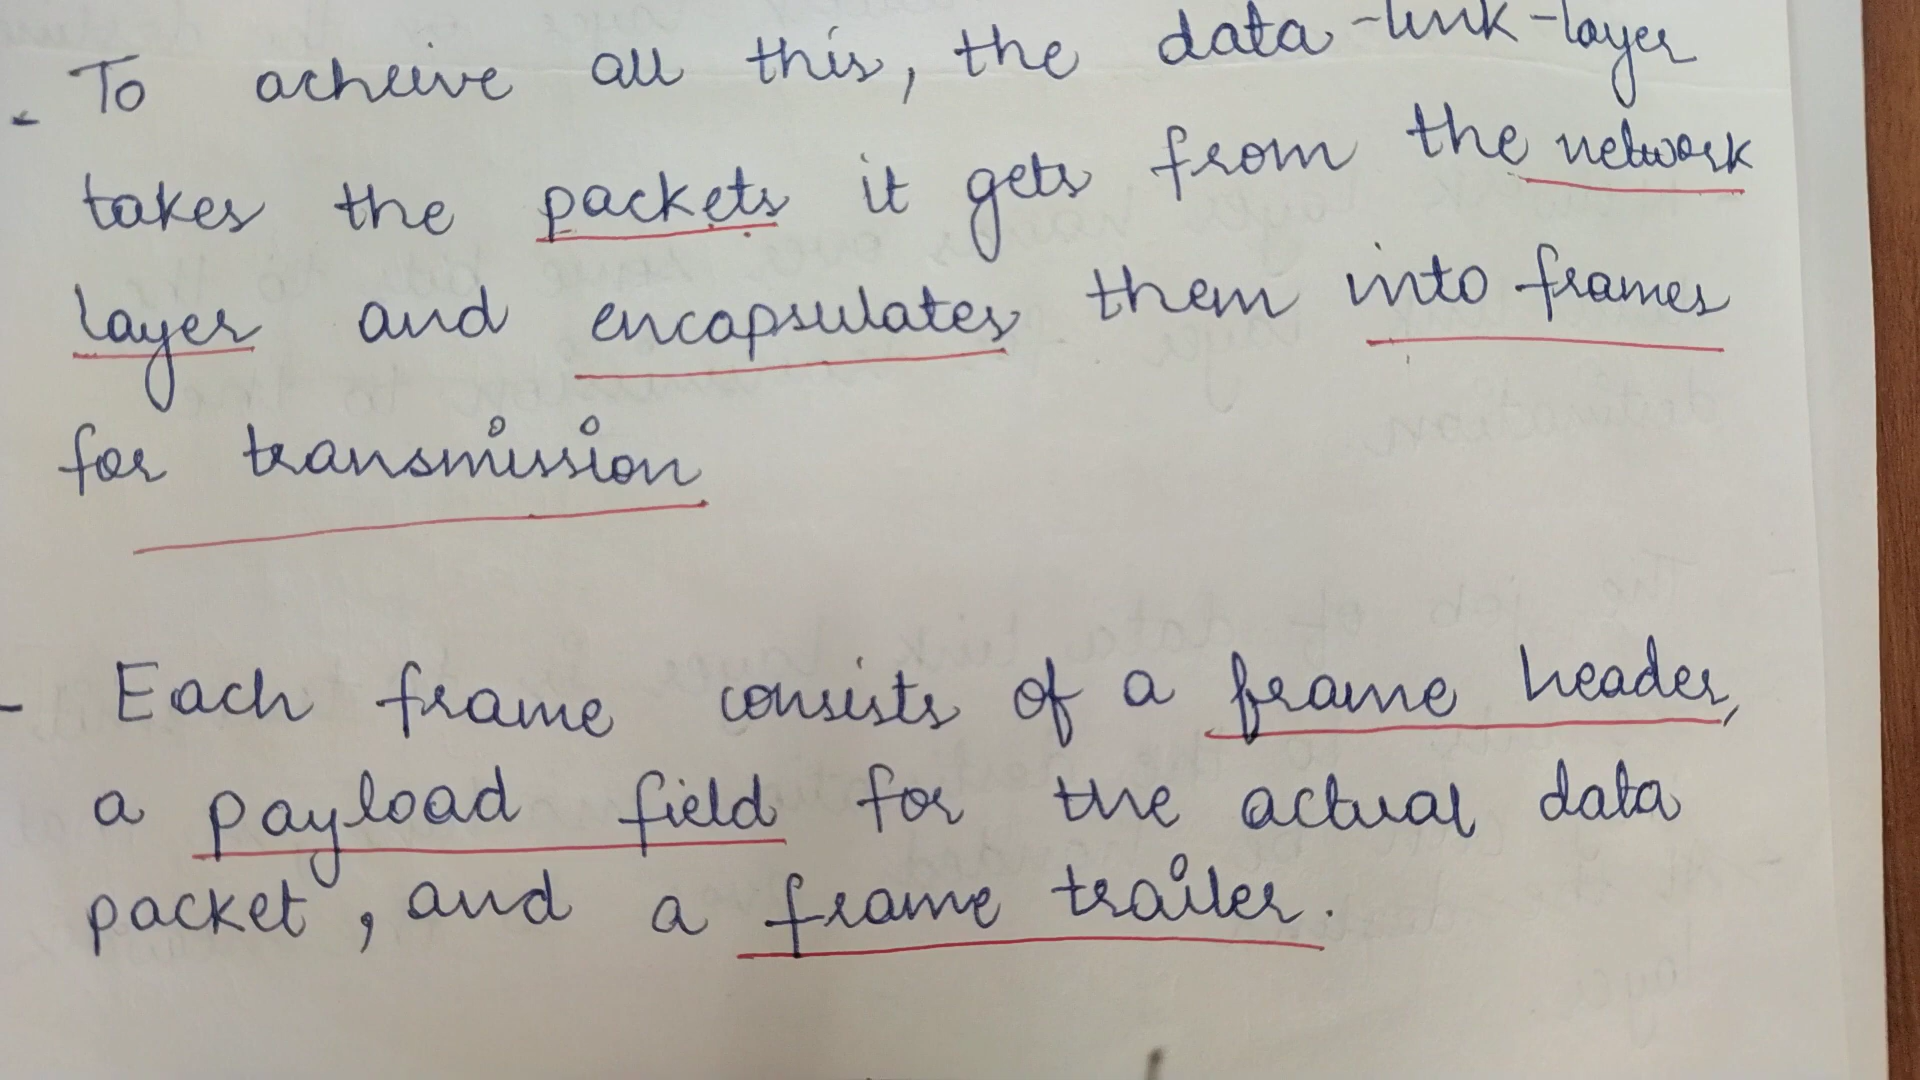 - To acheive all this, the data-link-layer
takes the packets it gets from the network
layer and encapsulates them into frames
for transmission
- Each frame consists of a frame header,
a payload field for the actual data
packet, and a frame trailer.